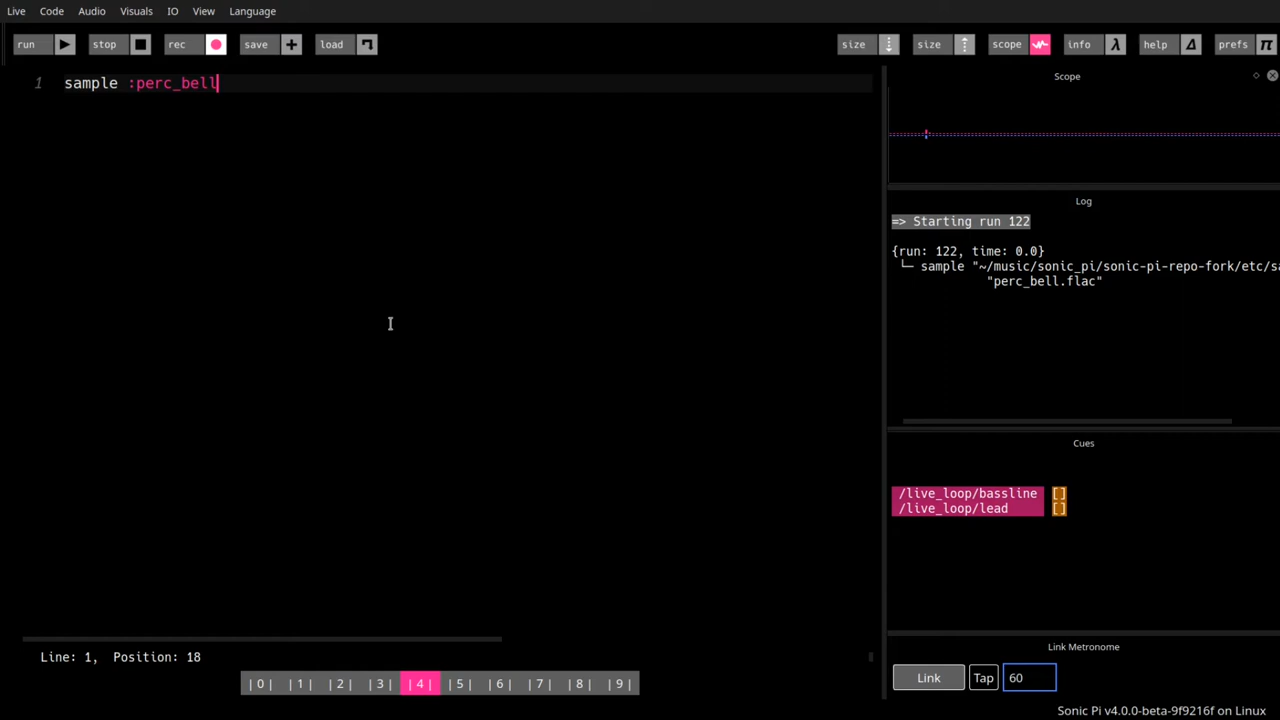 Live Code Audio Visuals IO View Language
run stop rec save load size size scope info help prefs
1 sample :perc_bell
Scope
Log
=> Starting run 122
{run: 122, time: 0.0}
└─ sample "~/music/sonic_pi/sonic-pi-repo-fork/etc/sa
"perc_bell.flac"
Cues
/live_loop/bassline []
/live_loop/lead []
Line: 1, Position: 18
|0| |1| |2| |3| |4| |5| |6| |7| |8| |9|
Link Metronome
Link Tap 60
Sonic Pi v4.0.0-beta-9f9216f on Linux